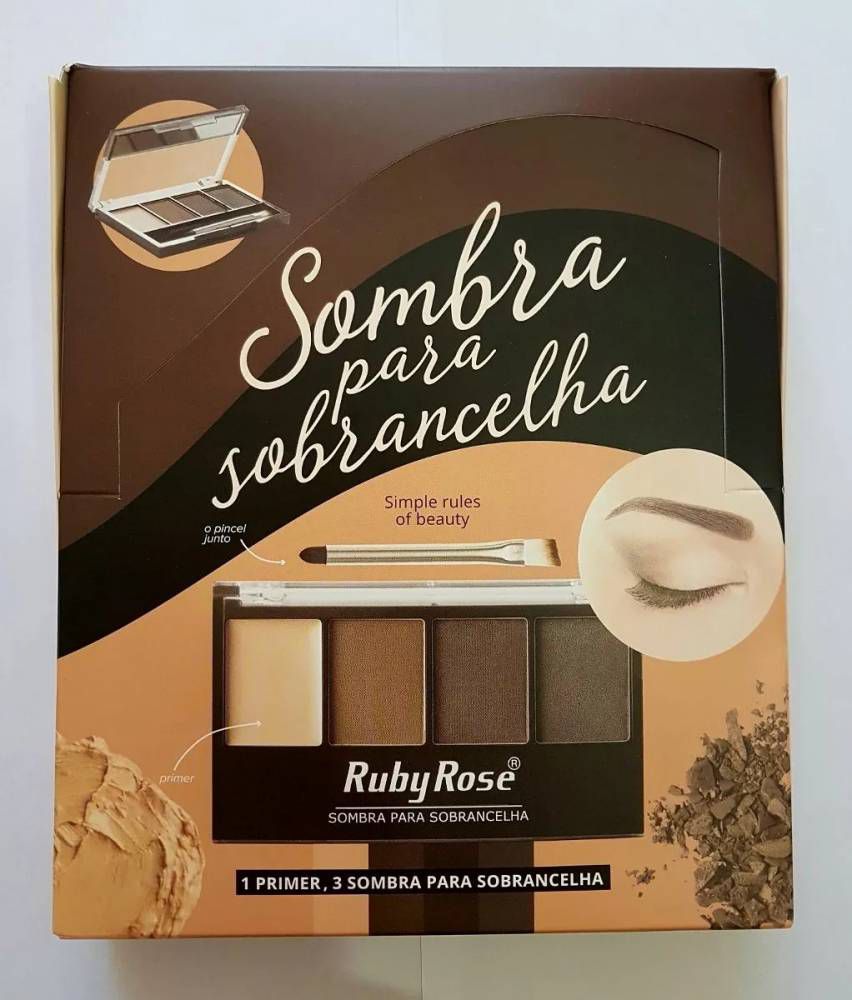 Sombra
para
sobrancelha
Simple rules
of beauty
o pincel
junto
primer
Ruby Rose®
SOMBRA PARA SOBRANCELHA
1 PRIMER, 3 SOMBRA PARA SOBRANCELHA